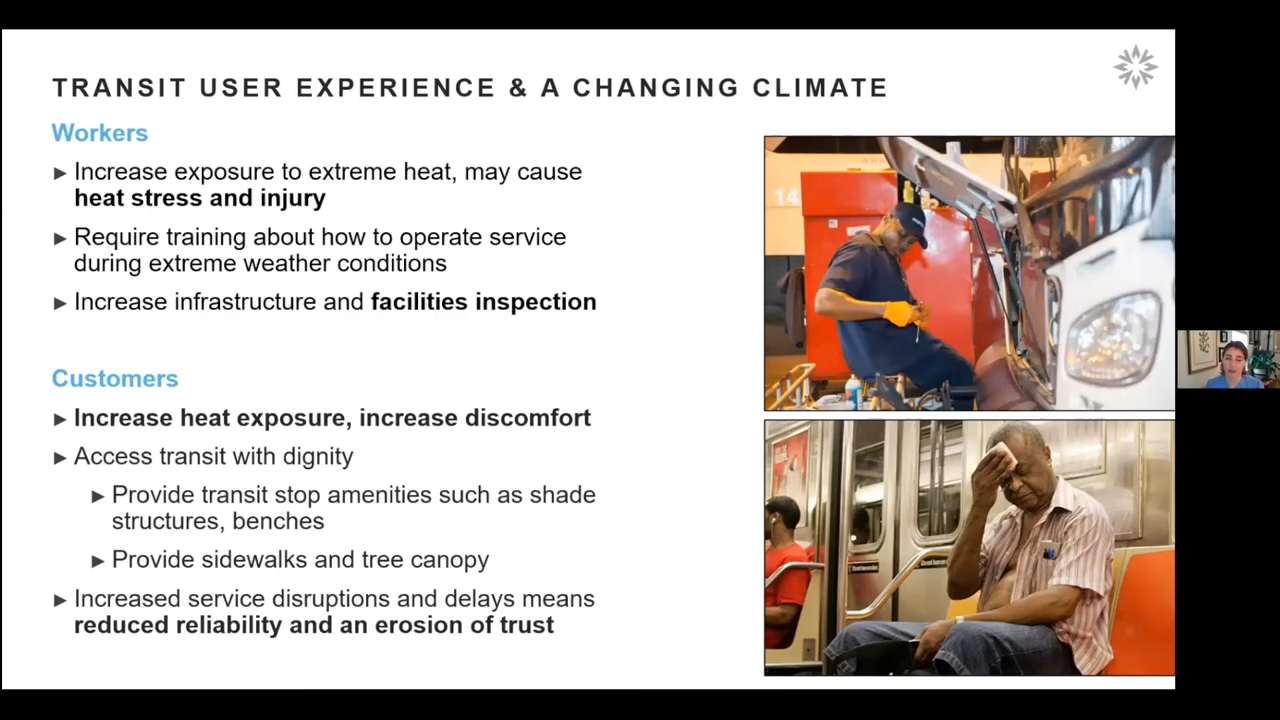 TRANSIT USER EXPERIENCE & A CHANGING CLIMATE
Workers
Increase exposure to extreme heat, may cause
heat stress and injury
Require training about how to operate service
during extreme weather conditions
Increase infrastructure and facilities inspection
Customers
Increase heat exposure, increase discomfort
Access transit with dignity
Provide transit stop amenities such as shade
structures, benches
Provide sidewalks and tree canopy
Increased service disruptions and delays means
reduced reliability and an erosion of trust
14